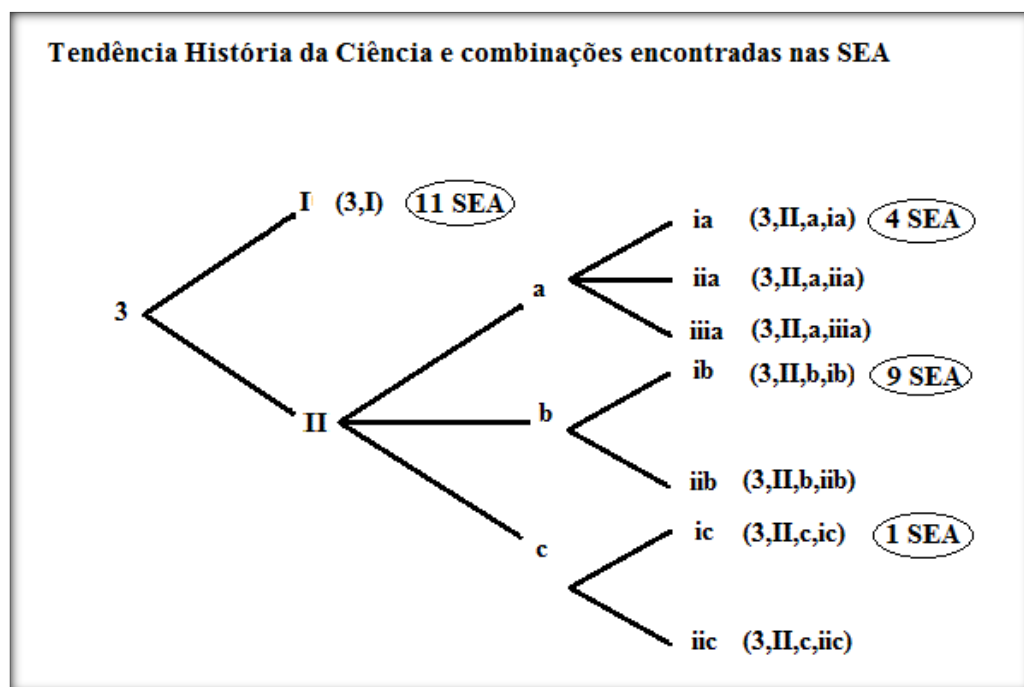 Tendência História da Ciência e combinações encontradas nas SEA
I (3,I) 11 SEA
ia (3,II,a,ia) 4 SEA
iia (3,II,a,iia)
a
3
iiia (3,II,a,iiia)
ib (3,II,b,ib) 9 SEA
II
b
iib (3,II,b,iib)
ic (3,II,c,ic) 1 SEA
c
iic (3,II,c,iic)